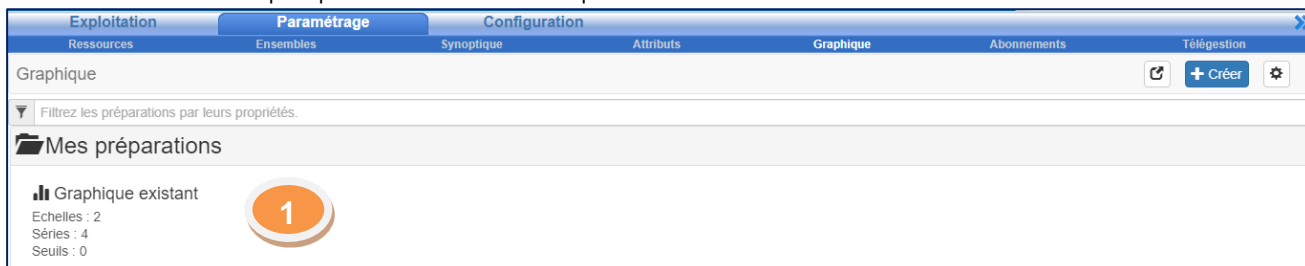 Exploitation Paramétrage Configuration
Ressources Ensembles Synoptique Attributs Graphique Abonnements Télégestion
Graphique + Créer
Filtrez les préparations par leurs propriétés.
Mes préparations
Graphique existant
1
Echelles : 2
Séries : 4
Seuils : 0